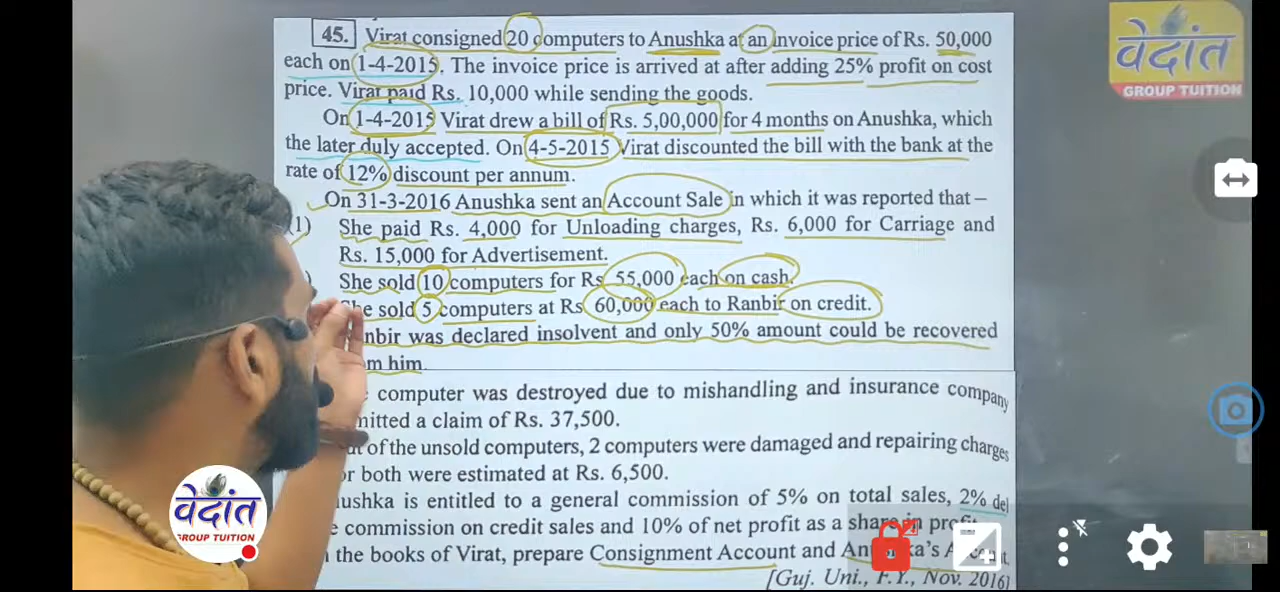 45. Virat consigned 20 computers to Anushka at an invoice price of Rs. 50,000
each on 1-4-2015. The invoice price is arrived at after adding 25% profit on cost
price. Virat paid Rs. 10,000 while sending the goods.
On 1-4-2015 Virat drew a bill of Rs. 5,00,000 for 4 months on Anushka, which
the later duly accepted. On 4-5-2015 Virat discounted the bill with the bank at the
rate of 12% discount per annum.
On 31-3-2016 Anushka sent an Account Sale in which it was reported that –
1) She paid Rs. 4,000 for Unloading charges, Rs. 6,000 for Carriage and
Rs. 15,000 for Advertisement.
) She sold 10 computers for Rs 55,000 each on cash.
sold 5 computers at Rs 60,000 each to Ranbir on credit.
was declared insolvent and only 50% amount could be recovered
him.
computer was destroyed due to mishandling and insurance company
a claim of Rs. 37,500.
of the unsold computers, 2 computers were damaged and repairing charges
both were estimated at Rs. 6,500.
is entitled to a general commission of 5% on total sales, 2% del
commission on credit sales and 10% of net profit as a share in
the books of Virat, prepare Consignment Account and
[Guj. Uni., F.Y., Nov. 2016]
वेदांत
GROUP TUITION
वेदांत
GROUP TUITION